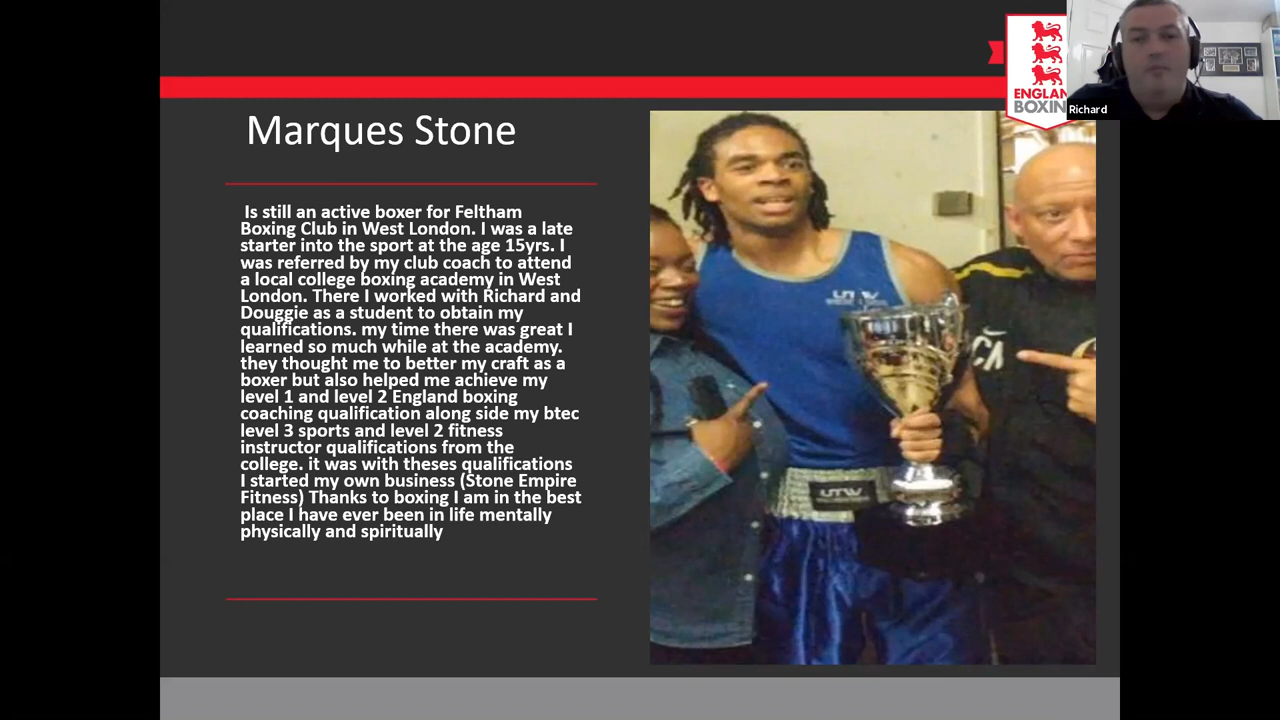 Marques Stone
Is still an active boxer for Feltham
Boxing Club in West London. I was a late
starter into the sport at the age 15yrs. I
was referred by my club coach to attend
a local college boxing academy in West
London. There I worked with Richard and
Douggie as a student to obtain my
qualifications. my time there was great I
learned so much while at the academy.
they thought me to better my craft as a
boxer but also helped me achieve my
level 1 and level 2 England boxing
coaching qualification along side my btec
level 3 sports and level 2 fitness
instructor qualifications from the
college. it was with theses qualifications
I started my own business (Stone Empire
Fitness) Thanks to boxing I am in the best
place I have ever been in life mentally
physically and spiritually
ENGLAN
BOXIN
Richard